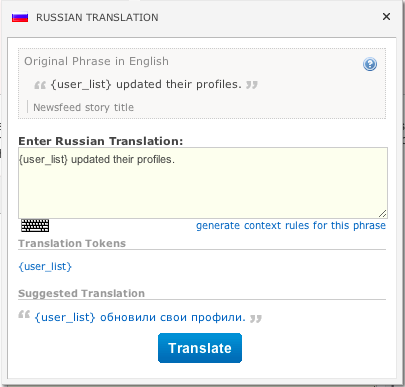 RUSSIAN TRANSLATION
Original Phrase in English
“ {user_list} updated their profiles. ”
Newsfeed story title
Enter Russian Translation:
{user_list} updated their profiles.
generate context rules for this phrase
Translation Tokens
{user_list}
Suggested Translation
“ {user_list} обновили свои профили. ”
Translate